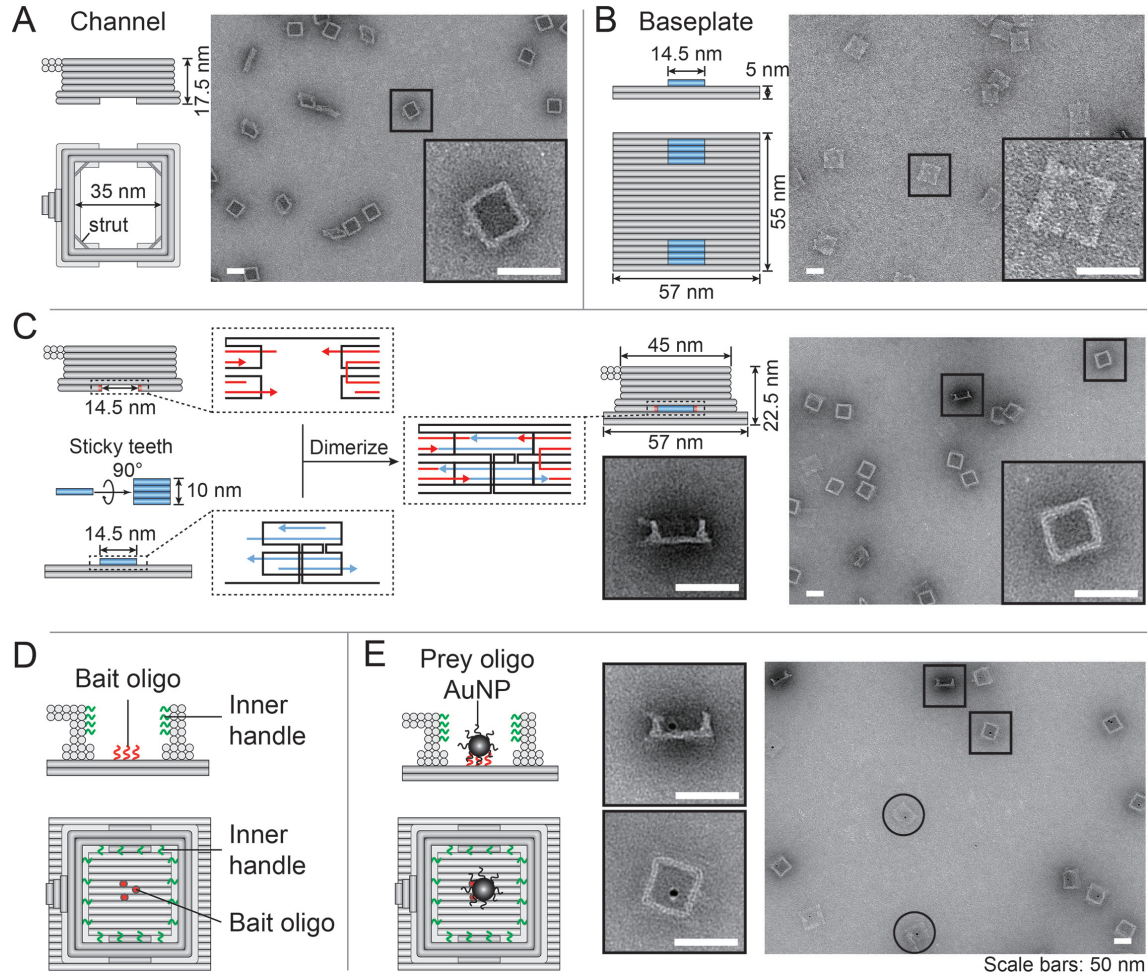 A
Channel
17.5 nm
35 nm
strut
B
Baseplate
14.5 nm
5 nm
55 nm
57 nm
C
14.5 nm
Sticky teeth
90°
10 nm
14.5 nm
Dimerize
45 nm
22.5 nm
57 nm
D
Bait oligo
Inner
handle
Inner
handle
Bait oligo
E
Prey oligo
AuNP
Scale bars: 50 nm